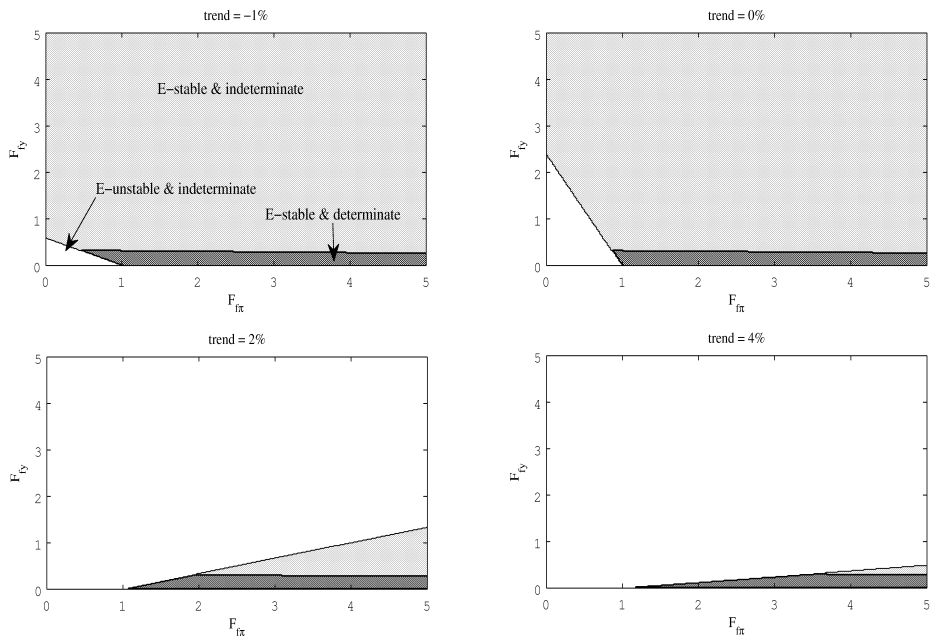 trend = −1%
5
4
3
2
1
0
F_fy
E−stable & indeterminate
E−unstable & indeterminate
E−stable & determinate
0 1 2 3 4 5
F_fπ
trend = 0%
5
4
3
2
1
0
F_fy
0 1 2 3 4 5
F_fπ
trend = 2%
5
4
3
2
1
0
F_fy
0 1 2 3 4 5
F_fπ
trend = 4%
5
4
3
2
1
0
F_fy
0 1 2 3 4 5
F_fπ